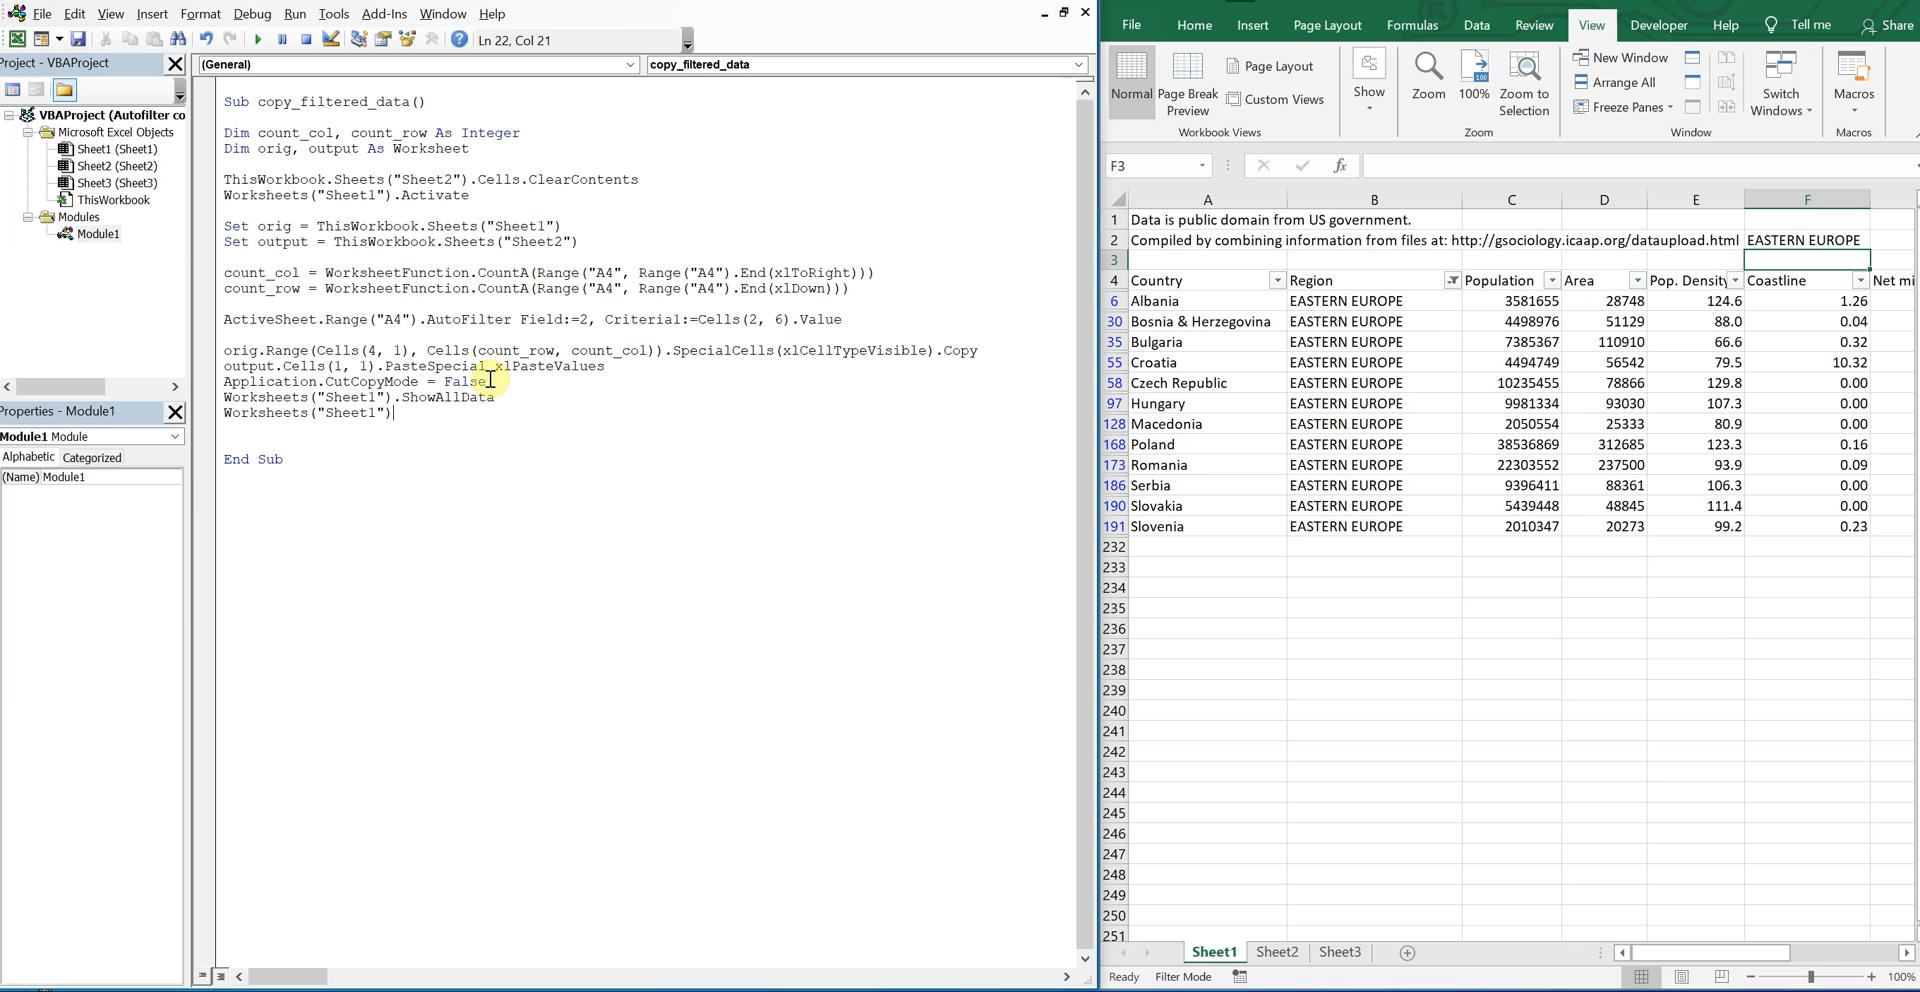 File Edit View Insert Format Debug Run Tools Add-Ins Window Help
Ln 22, Col 21
Project - VBAProject
VBAProject (Autofilter co
Microsoft Excel Objects
Sheet1 (Sheet1)
Sheet2 (Sheet2)
Sheet3 (Sheet3)
ThisWorkbook
Modules
Module1
Properties - Module1
Module1 Module
Alphabetic Categorized
(Name) Module1
(General)
copy_filtered_data
Sub copy_filtered_data()
Dim count_col, count_row As Integer
Dim orig, output As Worksheet
ThisWorkbook.Sheets("Sheet2").Cells.ClearContents
Worksheets("Sheet1").Activate
Set orig = ThisWorkbook.Sheets("Sheet1")
Set output = ThisWorkbook.Sheets("Sheet2")
count_col = WorksheetFunction.CountA(Range("A4", Range("A4").End(xlToRight)))
count_row = WorksheetFunction.CountA(Range("A4", Range("A4").End(xlDown)))
ActiveSheet.Range("A4").AutoFilter Field:=2, Criteria1:=Cells(2, 6).Value
orig.Range(Cells(4, 1), Cells(count_row, count_col)).SpecialCells(xlCellTypeVisible).Copy
output.Cells(1, 1).PasteSpecial xlPasteValues
Application.CutCopyMode = False
Worksheets("Sheet1").ShowAllData
Worksheets("Sheet1")
End Sub
File Home Insert Page Layout Formulas Data Review View Developer Help Tell me Share
Normal
Page Break Preview
Page Layout
Custom Views
Workbook Views
Show
Zoom
100%
Zoom to Selection
Zoom
New Window
Arrange All
Freeze Panes
Switch Windows
Window
Macros
Macros
F3
fx
A B C D E F
1 Data is public domain from US government.
2 Compiled by combining information from files at: http://gsociology.icaap.org/dataupload.html EASTERN EUROPE
3
4 Country Region Population Area Pop. Density Coastline Net mi
6 Albania EASTERN EUROPE 3581655 28748 124.6 1.26
30 Bosnia & Herzegovina EASTERN EUROPE 4498976 51129 88.0 0.04
35 Bulgaria EASTERN EUROPE 7385367 110910 66.6 0.32
55 Croatia EASTERN EUROPE 4494749 56542 79.5 10.32
58 Czech Republic EASTERN EUROPE 10235455 78866 129.8 0.00
97 Hungary EASTERN EUROPE 9981334 93030 107.3 0.00
128 Macedonia EASTERN EUROPE 2050554 25333 80.9 0.00
168 Poland EASTERN EUROPE 38536869 312685 123.3 0.16
173 Romania EASTERN EUROPE 22303552 237500 93.9 0.09
186 Serbia EASTERN EUROPE 9396411 88361 106.3 0.00
190 Slovakia EASTERN EUROPE 5439448 48845 111.4 0.00
191 Slovenia EASTERN EUROPE 2010347 20273 99.2 0.23
232
233
234
235
236
237
238
239
240
241
242
243
244
245
246
247
248
249
250
251
Sheet1 Sheet2 Sheet3
Ready Filter Mode 100%